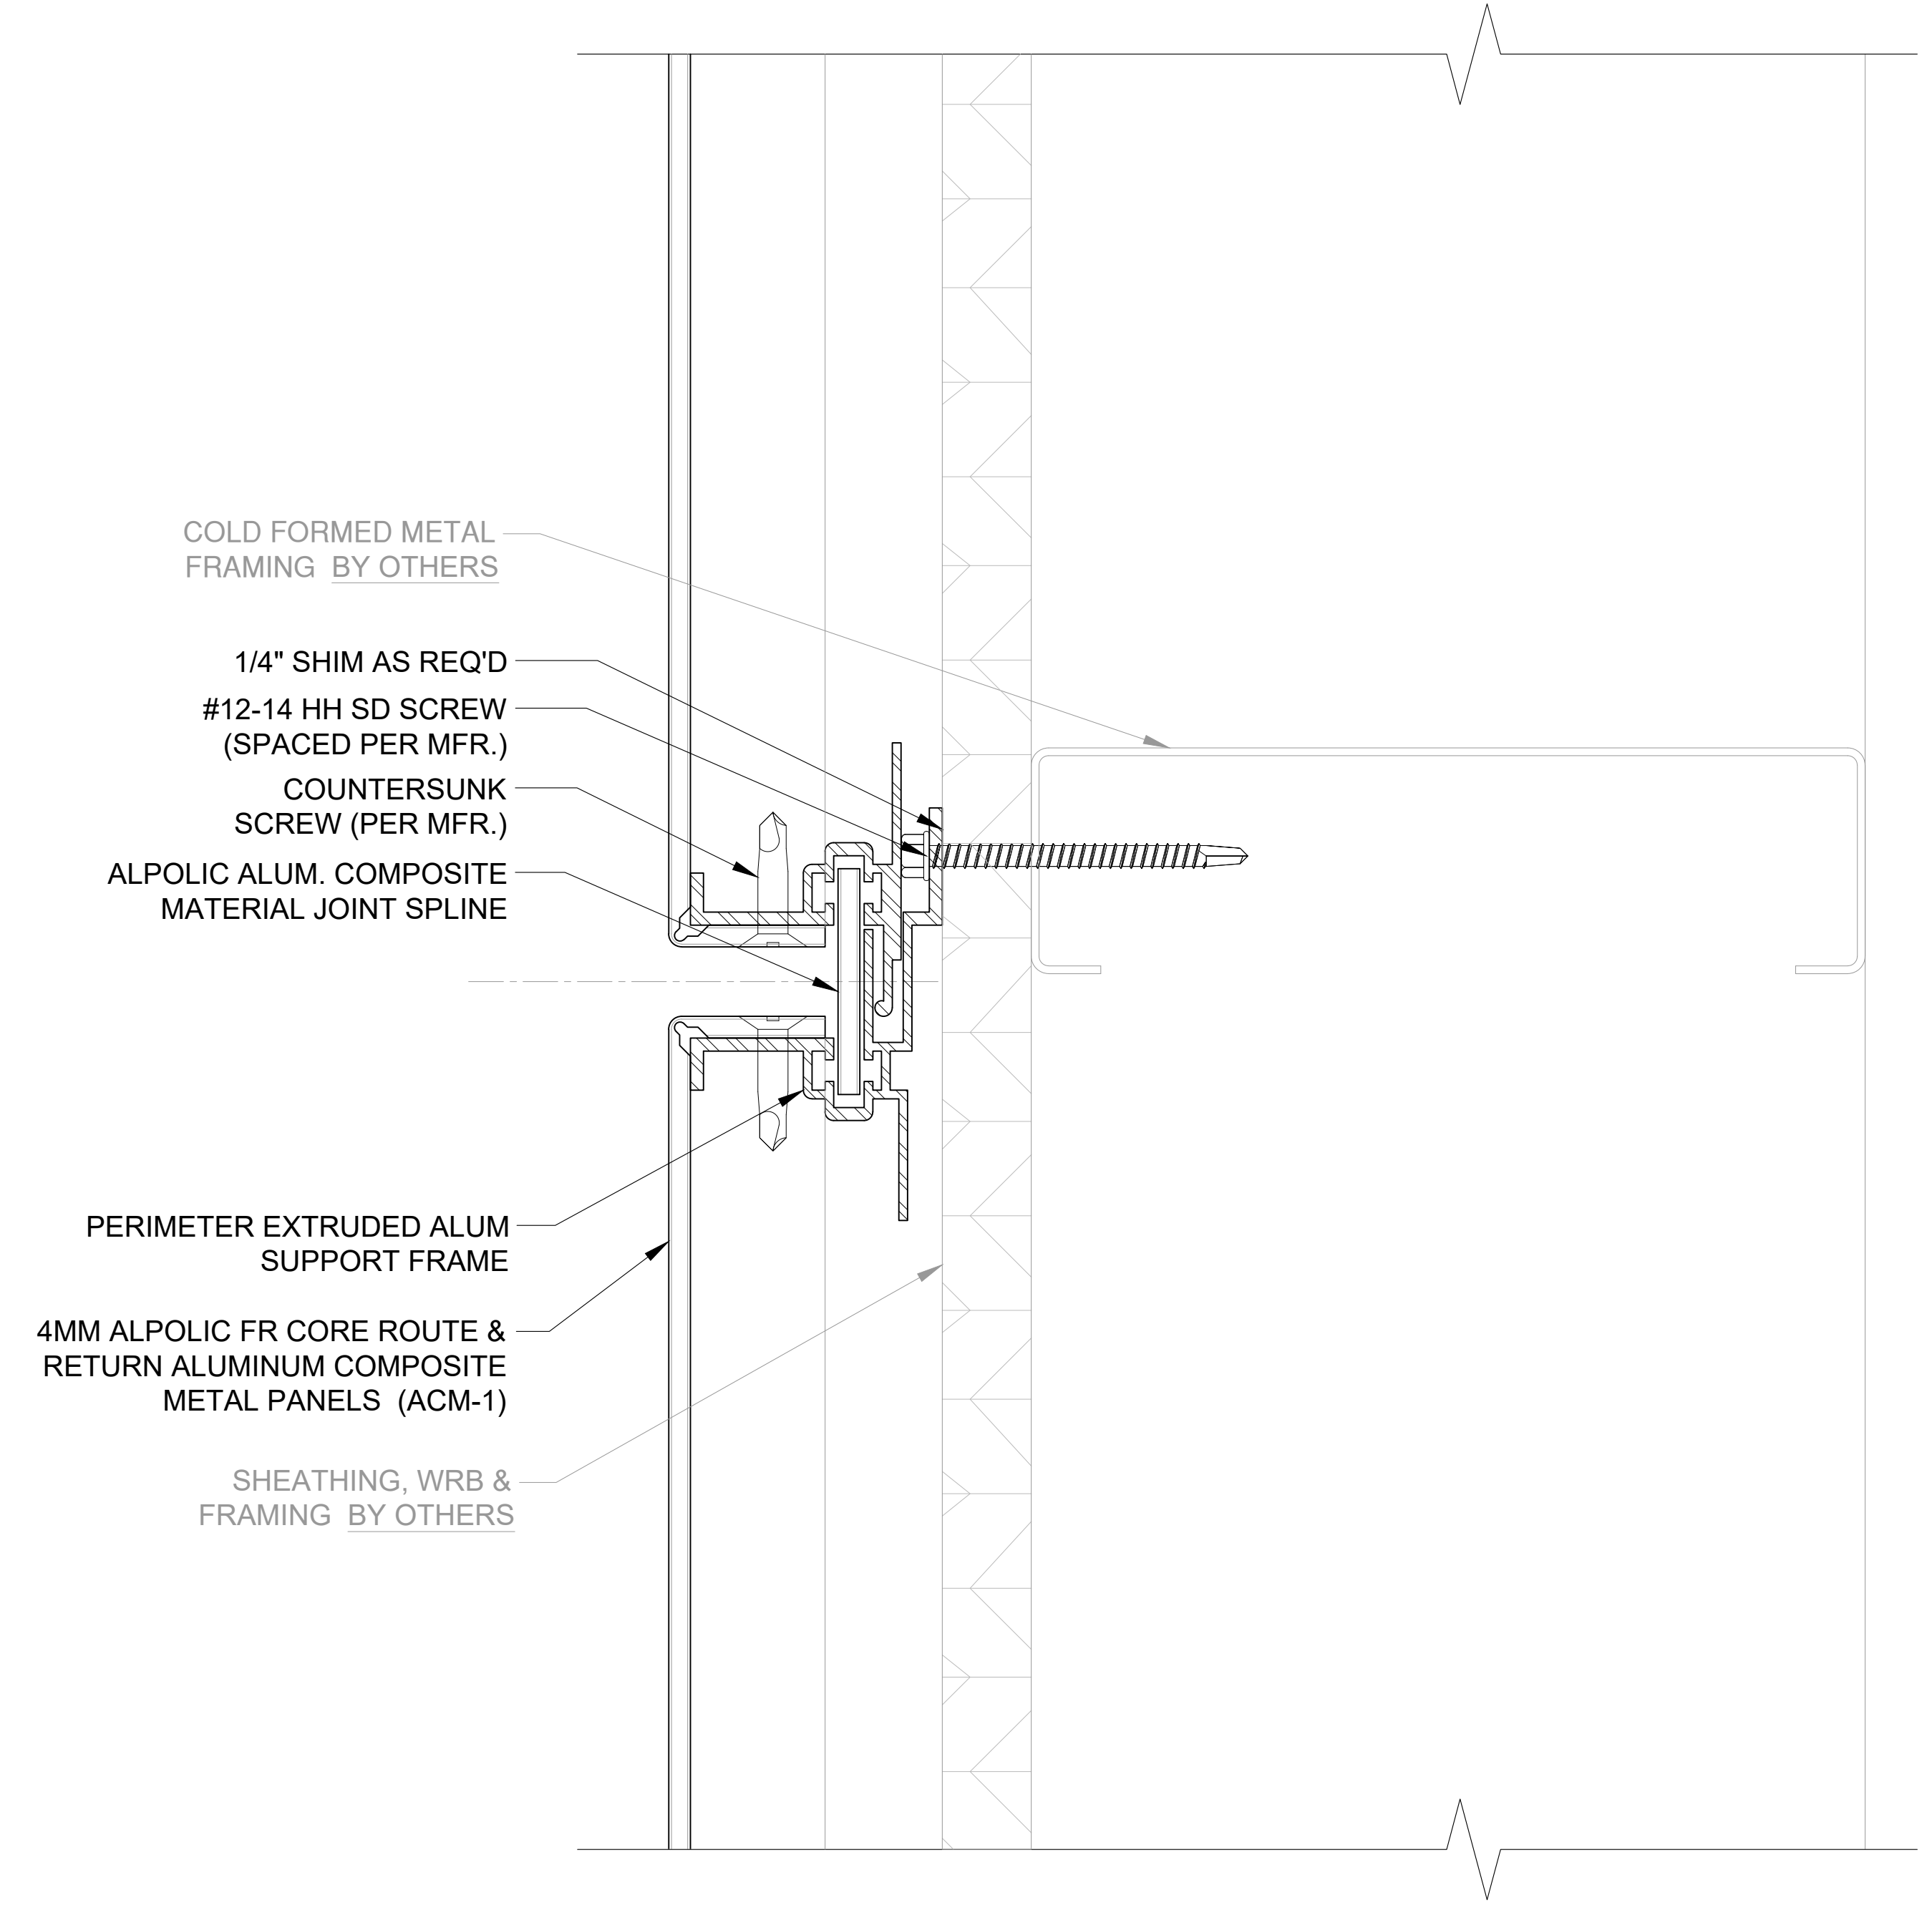 COLD FORMED METAL
FRAMING BY OTHERS
1/4" SHIM AS REQ'D
#12-14 HH SD SCREW
(SPACED PER MFR.)
COUNTERSUNK
SCREW (PER MFR.)
ALPOLIC ALUM. COMPOSITE
MATERIAL JOINT SPLINE
PERIMETER EXTRUDED ALUM
SUPPORT FRAME
4MM ALPOLIC FR CORE ROUTE &
RETURN ALUMINUM COMPOSITE
METAL PANELS (ACM-1)
SHEATHING, WRB &
FRAMING BY OTHERS